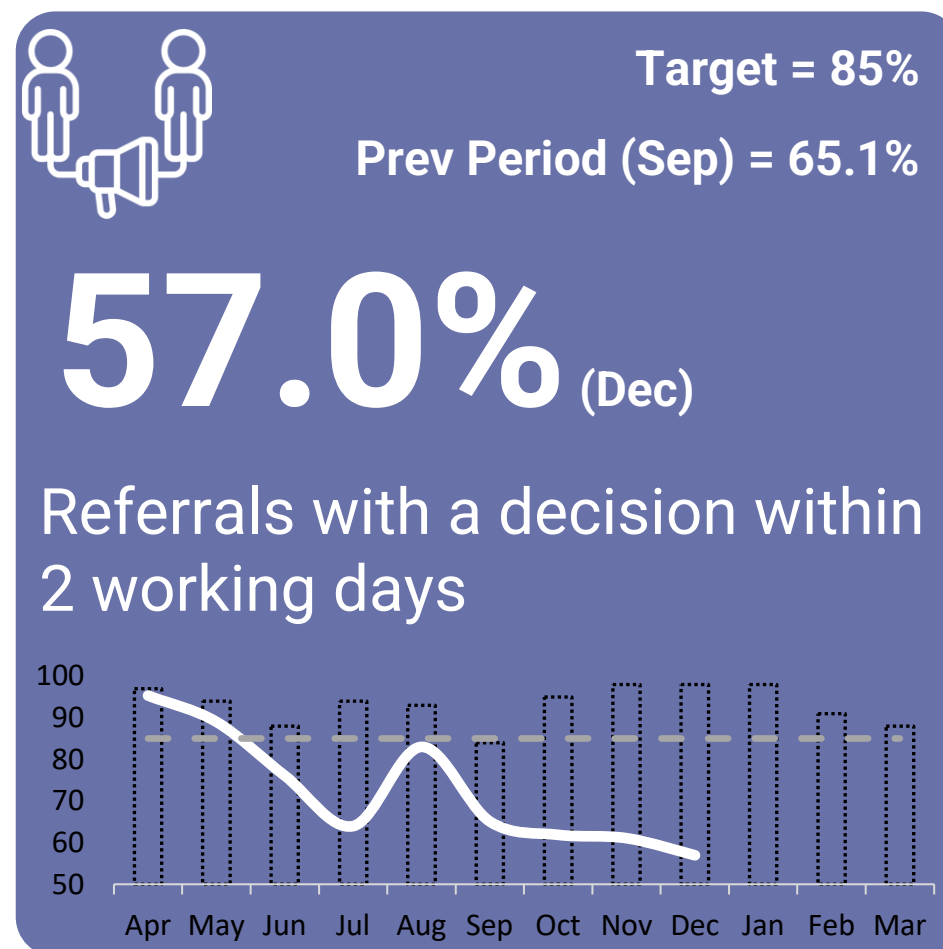 Target = 85%
Prev Period (Sep) = 65.1%
57.0% (Dec)
Referrals with a decision within
2 working days
100
90
80
70
60
50
Apr May Jun Jul Aug Sep Oct Nov Dec Jan Feb Mar